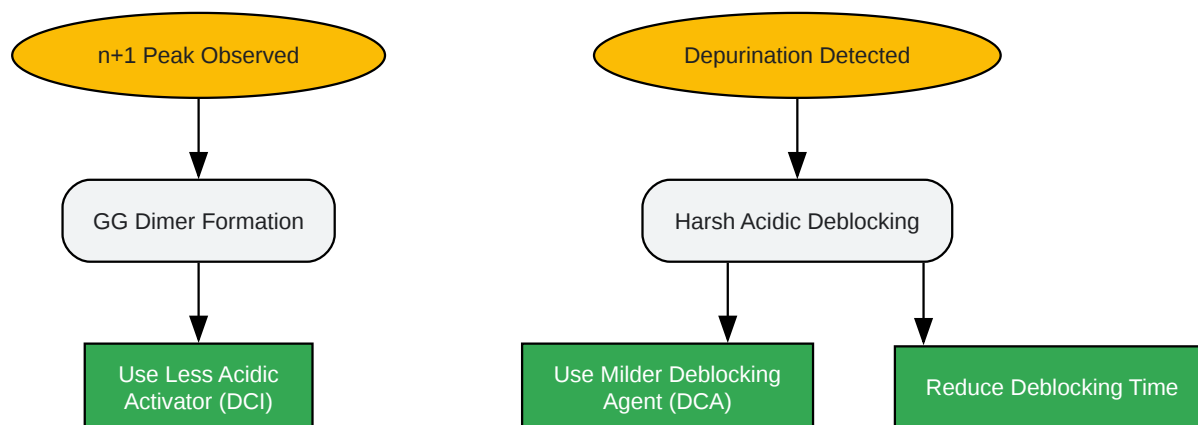 n+1 Peak Observed
Depurination Detected
GG Dimer Formation
Harsh Acidic Deblocking
Use Less Acidic
Activator (DCI)
Use Milder Deblocking
Agent (DCA)
Reduce Deblocking Time